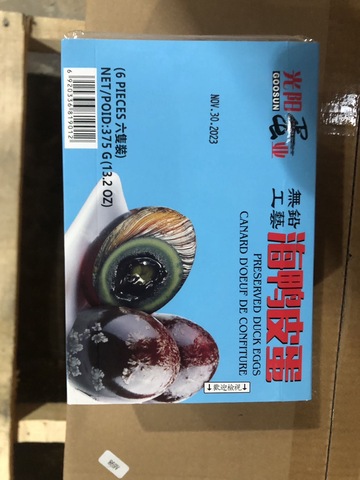 光阳蛋业
GOOSUN
無鉛
工藝
海鴨皮蛋
PRESERVED DUCK EGGS
CANARD D'OEUF DE CONFITURE
↓歡迎檢視↓
NOV.30.2023
(6 PIECES 六隻裝)
NET/POID:375 G(13.2 OZ)
6920356619012